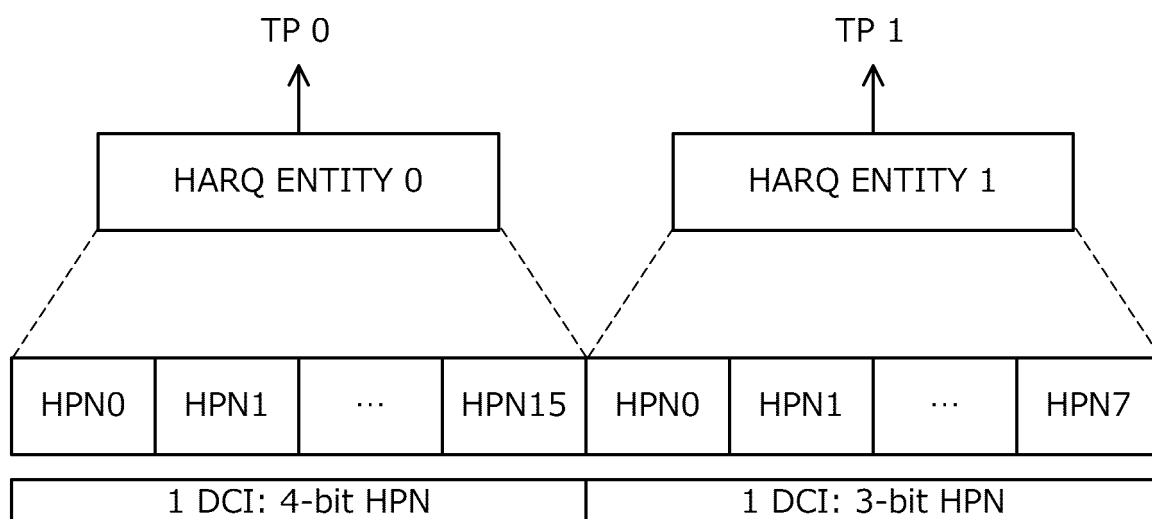 TP 0 TP 1
HARQ ENTITY 0 HARQ ENTITY 1
HPN0 HPN1 ... HPN15 HPN0 HPN1 ... HPN7
1 DCI: 4-bit HPN 1 DCI: 3-bit HPN